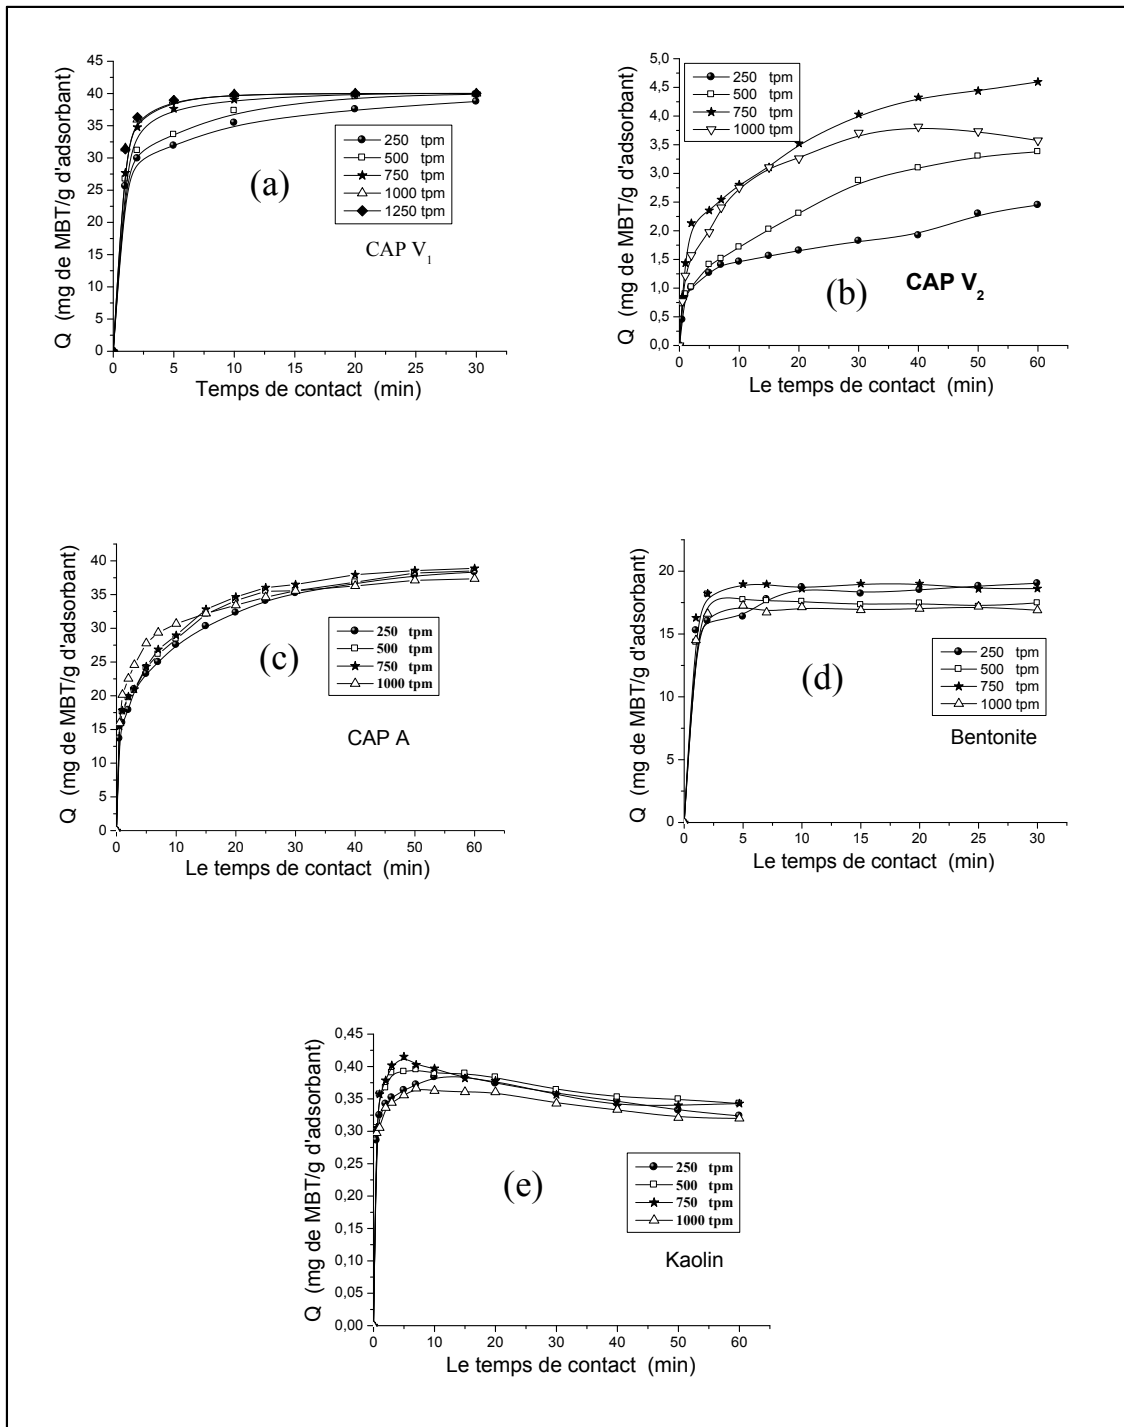 45
40
35
30
25
20
15
10
5
0
Q (mg de MBT/g d'adsorbant)
250 tpm
500 tpm
750 tpm
1000 tpm
1250 tpm
(a)
CAP V1
0 5 10 15 20 25 30
Temps de contact (min)
5,0
4,5
4,0
3,5
3,0
2,5
2,0
1,5
1,0
0,5
0,0
Q (mg de MBT/g d'adsorbant)
250 tpm
500 tpm
750 tpm
1000 tpm
(b)
CAP V2
0 10 20 30 40 50 60
Le temps de contact (min)
40
35
30
25
20
15
10
5
0
Q (mg de MBT/g d'adsorbant)
250 tpm
500 tpm
750 tpm
1000 tpm
(c)
CAP A
0 10 20 30 40 50 60
Le temps de contact (min)
20
15
10
5
0
Q (mg de MBT/g d'adsorbant)
250 tpm
500 tpm
750 tpm
1000 tpm
(d)
Bentonite
0 5 10 15 20 25 30
Le temps de contact (min)
0,45
0,40
0,35
0,30
0,25
0,20
0,15
0,10
0,05
0,00
Q (mg de MBT/g d'adsorbant)
250 tpm
500 tpm
750 tpm
1000 tpm
(e)
Kaolin
0 10 20 30 40 50 60
Le temps de contact (min)